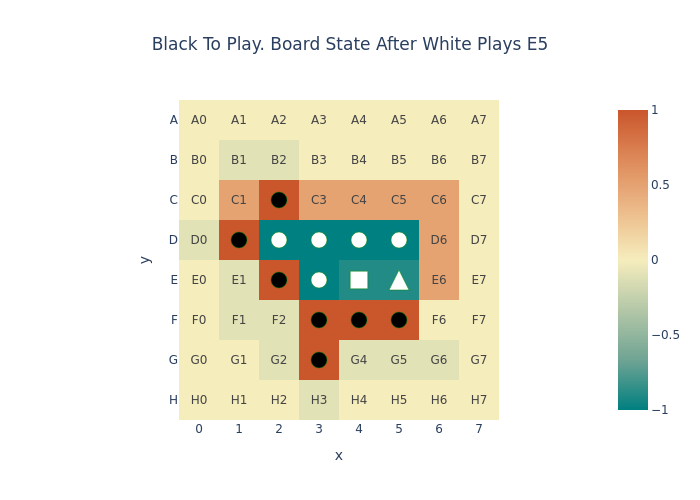 Black To Play. Board State After White Plays E5
A A0 A1 A2 A3 A4 A5 A6 A7
B B0 B1 B2 B3 B4 B5 B6 B7
C C0 C1 C3 C4 C5 C6 C7
D D0 D6 D7
E E0 E1 E6 E7
F F0 F1 F2 F6 F7
G G0 G1 G2 G4 G5 G6 G7
H H0 H1 H2 H3 H4 H5 H6 H7
0 1 2 3 4 5 6 7
x
y
1
0.5
0
−0.5
−1